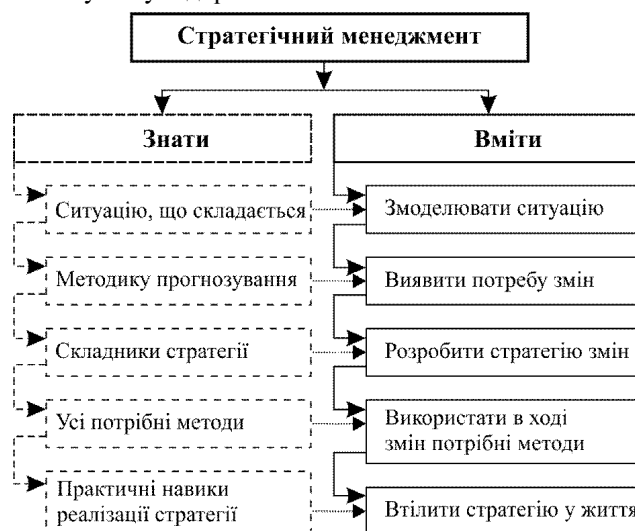 Стратегічний менеджмент
Знати
Вміти
Ситуацію, що складається
Змоделювати ситуацію
Методику прогнозування
Виявити потребу змін
Складники стратегії
Розробити стратегію змін
Усі потрібні методи
Використати в ході
змін потрібні методи
Практичні навики
реалізації стратегії
Втілити стратегію у життя